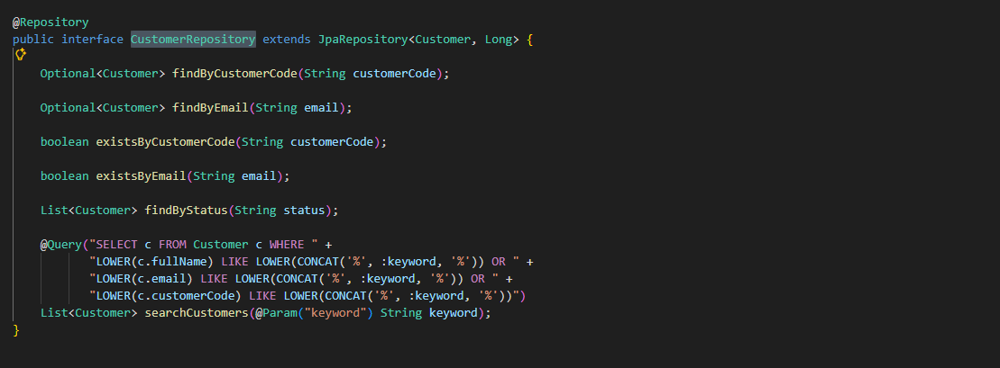 @Repository
public interface CustomerRepository extends JpaRepository<Customer, Long> {
Optional<Customer> findByCustomerCode(String customerCode);
Optional<Customer> findByEmail(String email);
boolean existsByCustomerCode(String customerCode);
boolean existsByEmail(String email);
List<Customer> findByStatus(String status);
@Query("SELECT c FROM Customer c WHERE " +
"LOWER(c.fullName) LIKE LOWER(CONCAT('%', :keyword, '%')) OR " +
"LOWER(c.email) LIKE LOWER(CONCAT('%', :keyword, '%')) OR " +
"LOWER(c.customerCode) LIKE LOWER(CONCAT('%', :keyword, '%'))")
List<Customer> searchCustomers(@Param("keyword") String keyword);
}